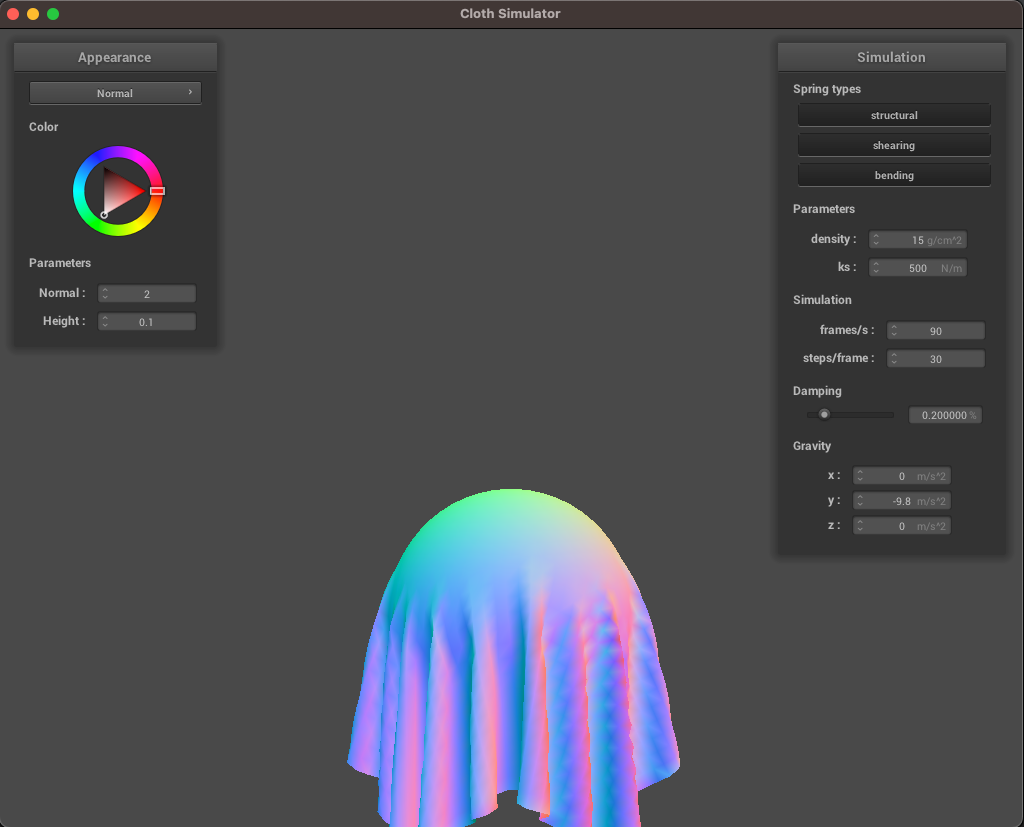 Cloth Simulator
Appearance
Normal ›
Color
Parameters
Normal : 2
Height : 0.1
Simulation
Spring types
structural
shearing
bending
Parameters
density : 15 g/cm^2
ks : 500 N/m
Simulation
frames/s : 90
steps/frame : 30
Damping
0.200000 %
Gravity
x : 0 m/s^2
y : -9.8 m/s^2
z : 0 m/s^2